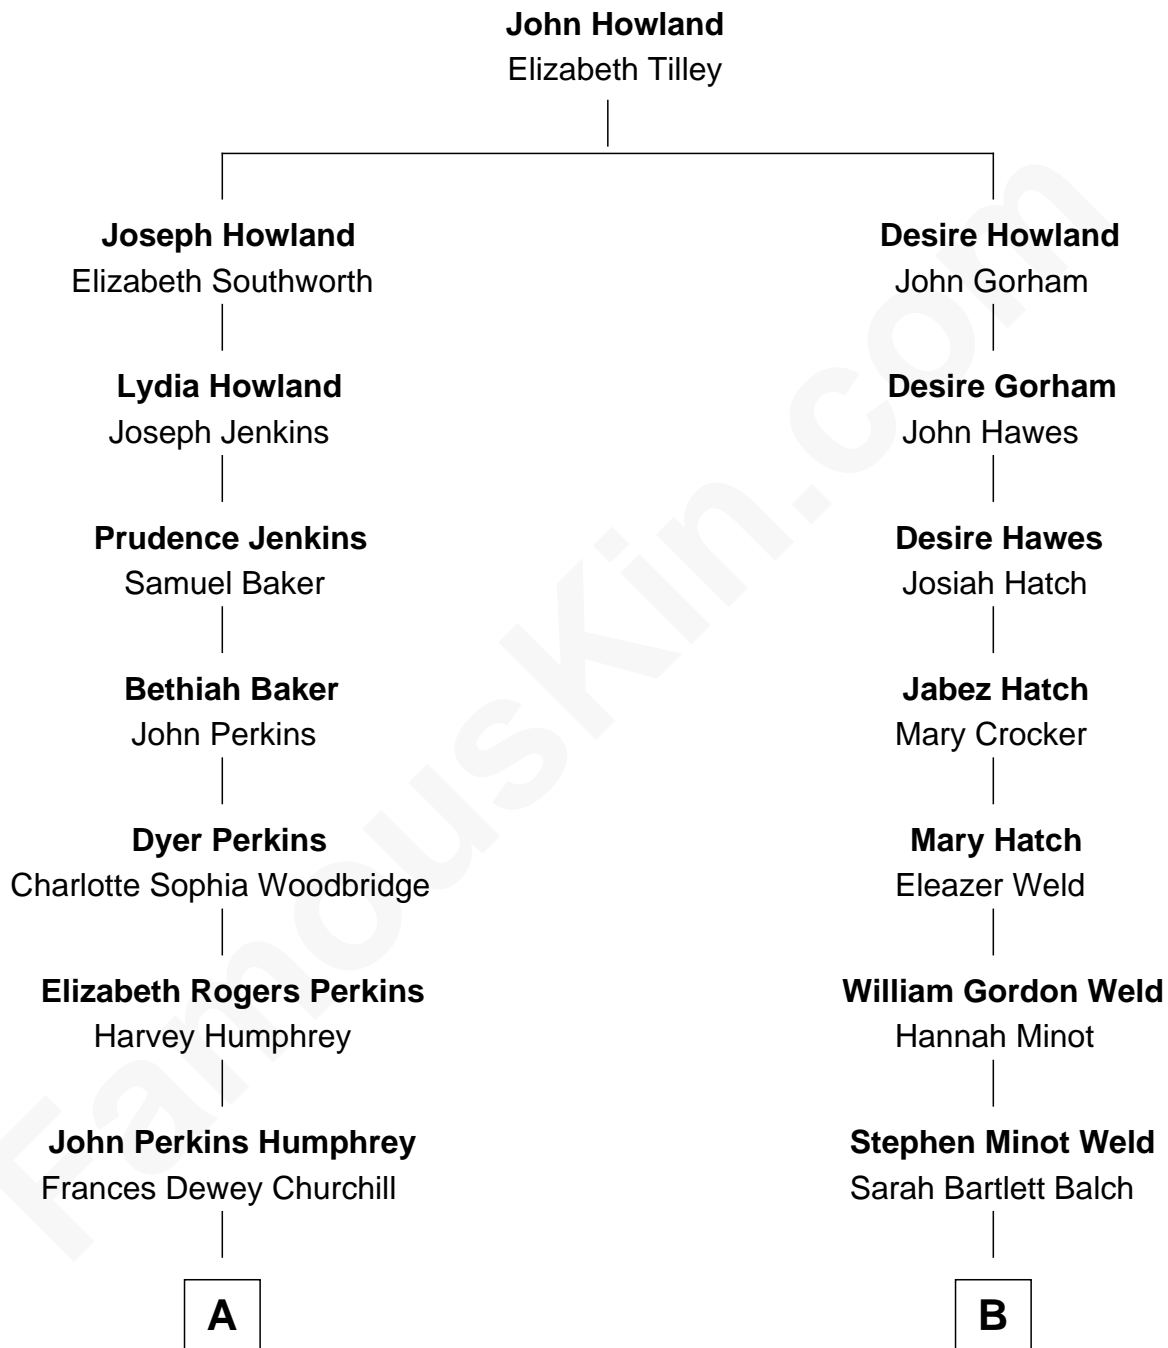 John Howland
Elizabeth Tilley
Joseph Howland
Elizabeth Southworth
Desire Howland
John Gorham
Lydia Howland
Joseph Jenkins
Desire Gorham
John Hawes
Prudence Jenkins
Samuel Baker
Desire Hawes
Josiah Hatch
Bethiah Baker
John Perkins
Jabez Hatch
Mary Crocker
Dyer Perkins
Charlotte Sophia Woodbridge
Mary Hatch
Eleazer Weld
Elizabeth Rogers Perkins
Harvey Humphrey
William Gordon Weld
Hannah Minot
John Perkins Humphrey
Frances Dewey Churchill
Stephen Minot Weld
Sarah Bartlett Balch
A
B
FamousKin.com